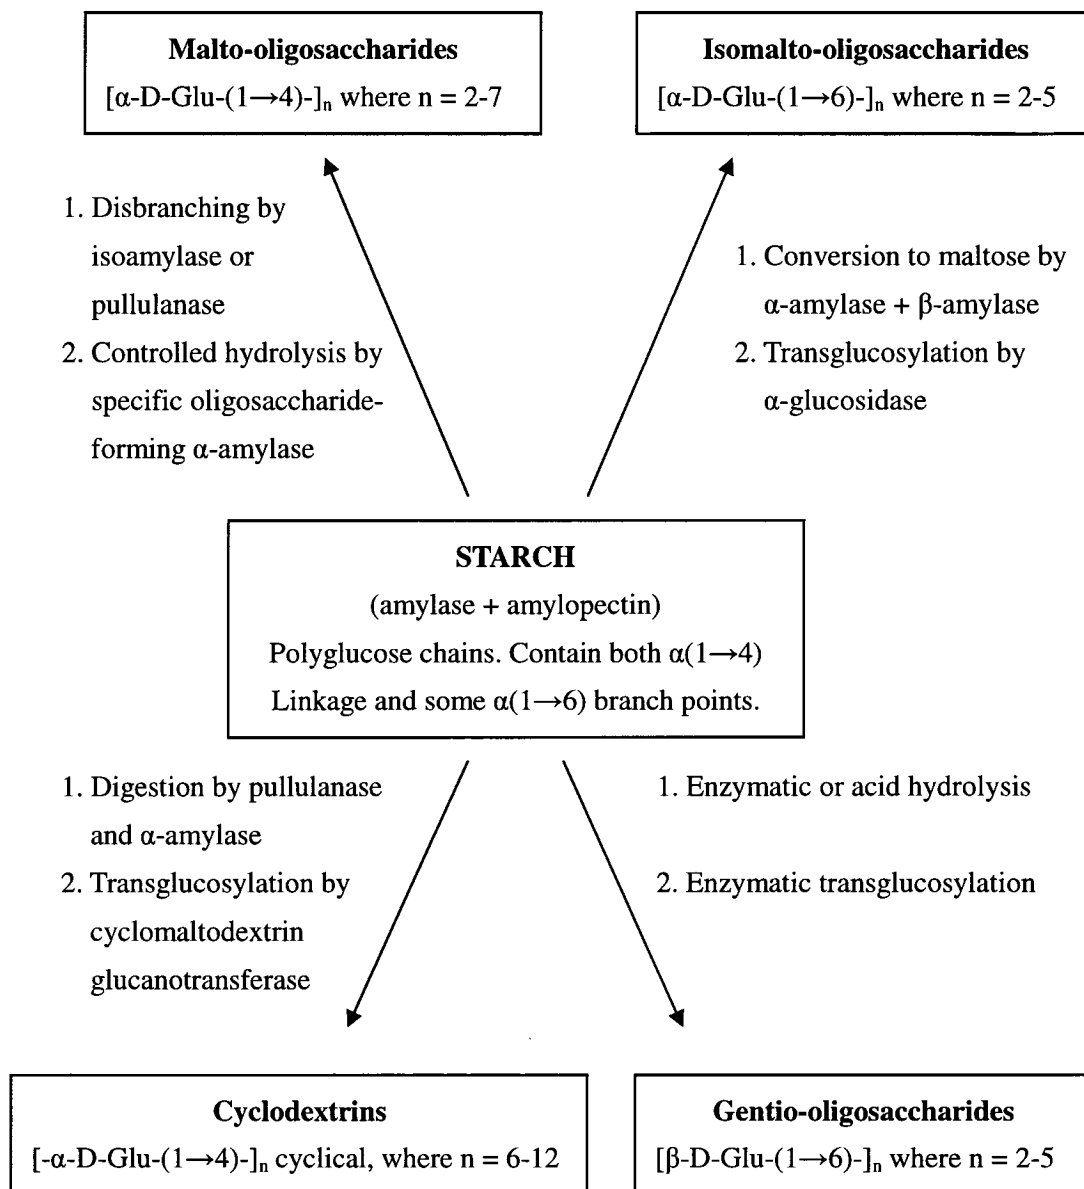 Malto-oligosaccharides
[α-D-Glu-(1→4)-]n where n = 2-7
Isomalto-oligosaccharides
[α-D-Glu-(1→6)-]n where n = 2-5
1. Disbranching by
isoamylase or
pullulanase
2. Controlled hydrolysis by
specific oligosaccharide-
forming α-amylase
1. Conversion to maltose by
α-amylase + β-amylase
2. Transglucosylation by
α-glucosidase
STARCH
(amylase + amylopectin)
Polyglucose chains. Contain both α(1→4)
Linkage and some α(1→6) branch points.
1. Digestion by pullulanase
and α-amylase
2. Transglucosylation by
cyclomaltodextrin
glucanotransferase
1. Enzymatic or acid hydrolysis
2. Enzymatic transglucosylation
Cyclodextrins
[-α-D-Glu-(1→4)-]n cyclical, where n = 6-12
Gentio-oligosaccharides
[β-D-Glu-(1→6)-]n where n = 2-5